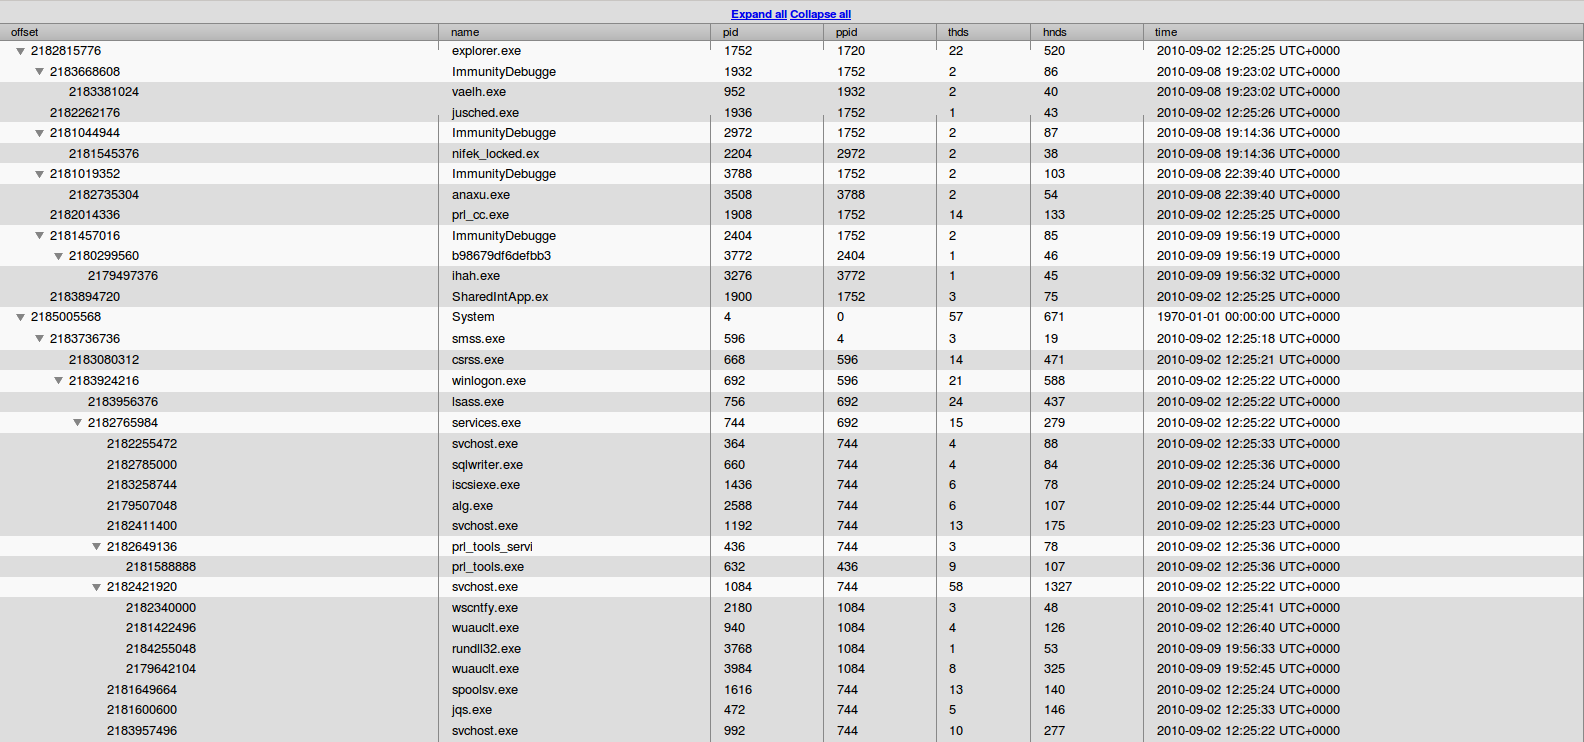 Expand all Collapse all
offset name pid ppid thds hnds time
2182815776 explorer.exe 1752 1720 22 520 2010-09-02 12:25:25 UTC+0000
2183668608 ImmunityDebugge 1932 1752 2 86 2010-09-08 19:23:02 UTC+0000
2183381024 vaelh.exe 952 1932 2 40 2010-09-08 19:23:02 UTC+0000
2182262176 jusched.exe 1936 1752 1 43 2010-09-02 12:25:26 UTC+0000
2181044944 ImmunityDebugge 2972 1752 2 87 2010-09-08 19:14:36 UTC+0000
2181545376 nifek_locked.ex 2204 2972 2 38 2010-09-08 19:14:36 UTC+0000
2181019352 ImmunityDebugge 3788 1752 2 103 2010-09-08 22:39:40 UTC+0000
2182735304 anaxu.exe 3508 3788 2 54 2010-09-08 22:39:40 UTC+0000
2182014336 prl_cc.exe 1908 1752 14 133 2010-09-02 12:25:25 UTC+0000
2181457016 ImmunityDebugge 2404 1752 2 85 2010-09-09 19:56:19 UTC+0000
2180299560 b98679df6defbb3 3772 2404 1 46 2010-09-09 19:56:19 UTC+0000
2179497376 ihah.exe 3276 3772 1 45 2010-09-09 19:56:32 UTC+0000
2183894720 SharedIntApp.ex 1900 1752 3 75 2010-09-02 12:25:25 UTC+0000
2185005568 System 4 0 57 671 1970-01-01 00:00:00 UTC+0000
2183736736 smss.exe 596 4 3 19 2010-09-02 12:25:18 UTC+0000
2183080312 csrss.exe 668 596 14 471 2010-09-02 12:25:21 UTC+0000
2183924216 winlogon.exe 692 596 21 588 2010-09-02 12:25:22 UTC+0000
2183956376 lsass.exe 756 692 24 437 2010-09-02 12:25:22 UTC+0000
2182765984 services.exe 744 692 15 279 2010-09-02 12:25:22 UTC+0000
2182255472 svchost.exe 364 744 4 88 2010-09-02 12:25:33 UTC+0000
2182785000 sqlwriter.exe 660 744 4 84 2010-09-02 12:25:36 UTC+0000
2183258744 iscsiexe.exe 1436 744 6 78 2010-09-02 12:25:24 UTC+0000
2179507048 alg.exe 2588 744 6 107 2010-09-02 12:25:44 UTC+0000
2182411400 svchost.exe 1192 744 13 175 2010-09-02 12:25:23 UTC+0000
2182649136 prl_tools_servi 436 744 3 78 2010-09-02 12:25:36 UTC+0000
2181588888 prl_tools.exe 632 436 9 107 2010-09-02 12:25:36 UTC+0000
2182421920 svchost.exe 1084 744 58 1327 2010-09-02 12:25:22 UTC+0000
2182340000 wscntfy.exe 2180 1084 3 48 2010-09-02 12:25:41 UTC+0000
2181422496 wuauclt.exe 940 1084 4 126 2010-09-02 12:26:40 UTC+0000
2184255048 rundll32.exe 3768 1084 1 53 2010-09-09 19:56:33 UTC+0000
2179642104 wuauclt.exe 3984 1084 8 325 2010-09-09 19:52:45 UTC+0000
2181649664 spoolsv.exe 1616 744 13 140 2010-09-02 12:25:24 UTC+0000
2181600600 jqs.exe 472 744 5 146 2010-09-02 12:25:33 UTC+0000
2183957496 svchost.exe 992 744 10 277 2010-09-02 12:25:22 UTC+0000